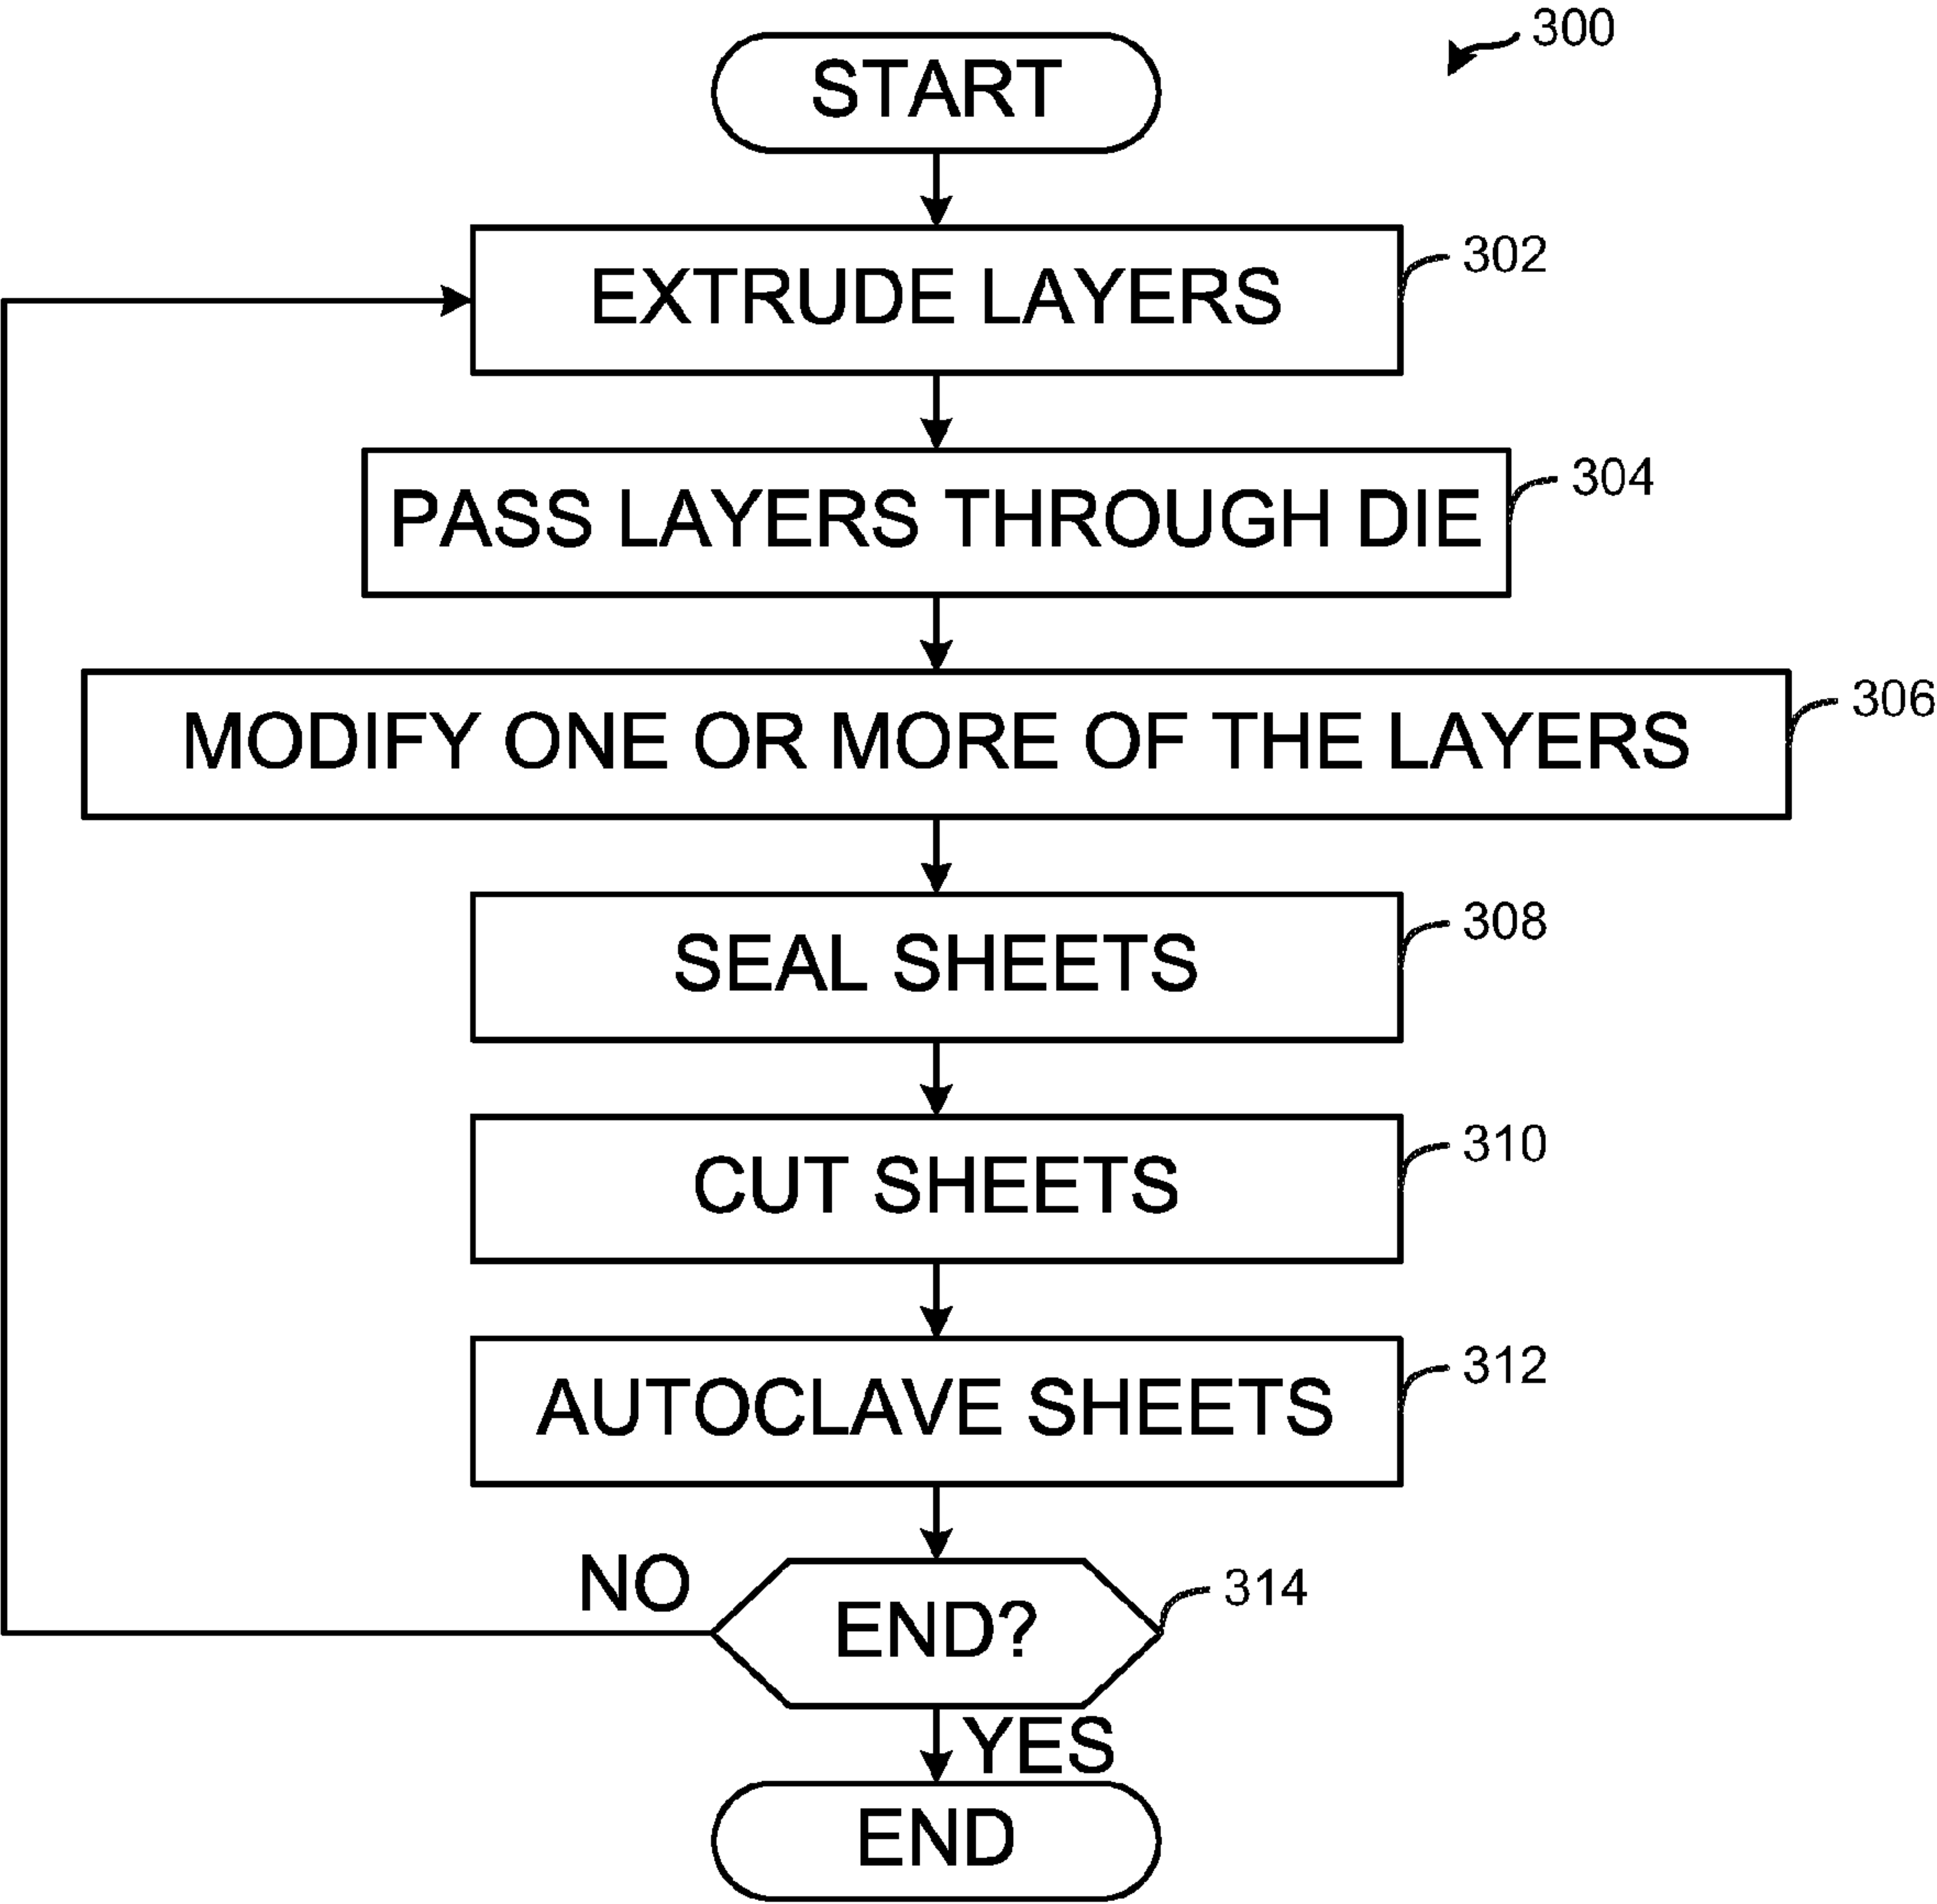 START
300
EXTRUDE LAYERS
302
PASS LAYERS THROUGH DIE
304
MODIFY ONE OR MORE OF THE LAYERS
306
SEAL SHEETS
308
CUT SHEETS
310
AUTOCLAVE SHEETS
312
NO
END?
314
YES
END